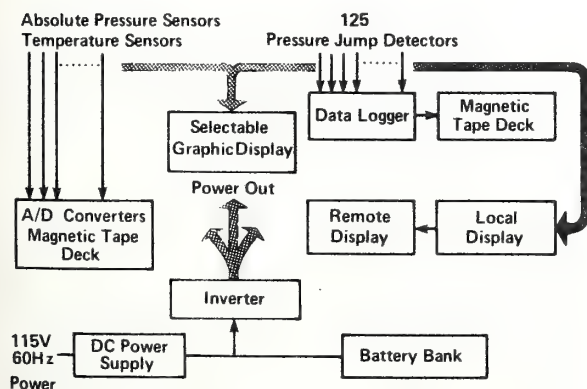 Absolute Pressure Sensors
Temperature Sensors
125
Pressure Jump Detectors
Selectable
Graphic Display
Data Logger
Magnetic
Tape Deck
Power Out
A/D Converters
Magnetic Tape
Deck
Remote
Display
Local
Display
Inverter
115V
60Hz
Power
DC Power
Supply
Battery Bank